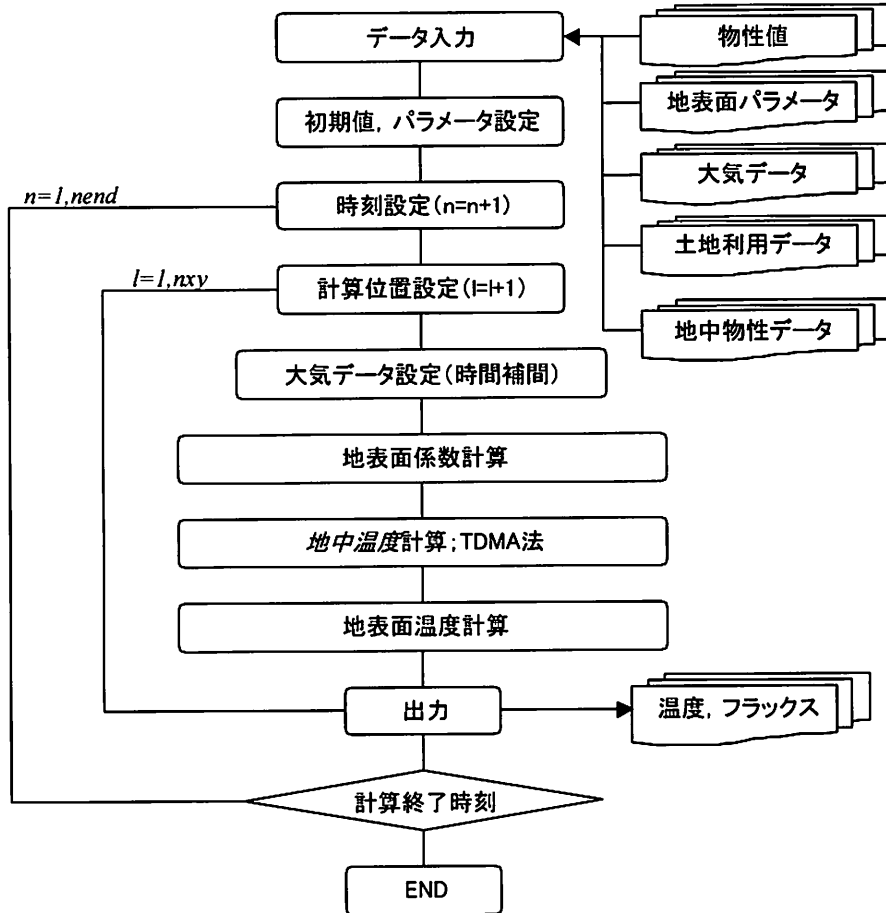 データ入力
物性値
地表面パラメータ
大気データ
土地利用データ
地中物性データ
初期値, パラメータ設定
n=1,nend
時刻設定(n=n+1)
l=1,nxy
計算位置設定(l=l+1)
大気データ設定(時間補間)
地表面係数計算
地中温度計算;TDMA法
地表面温度計算
出力
温度, フラックス
計算終了時刻
END